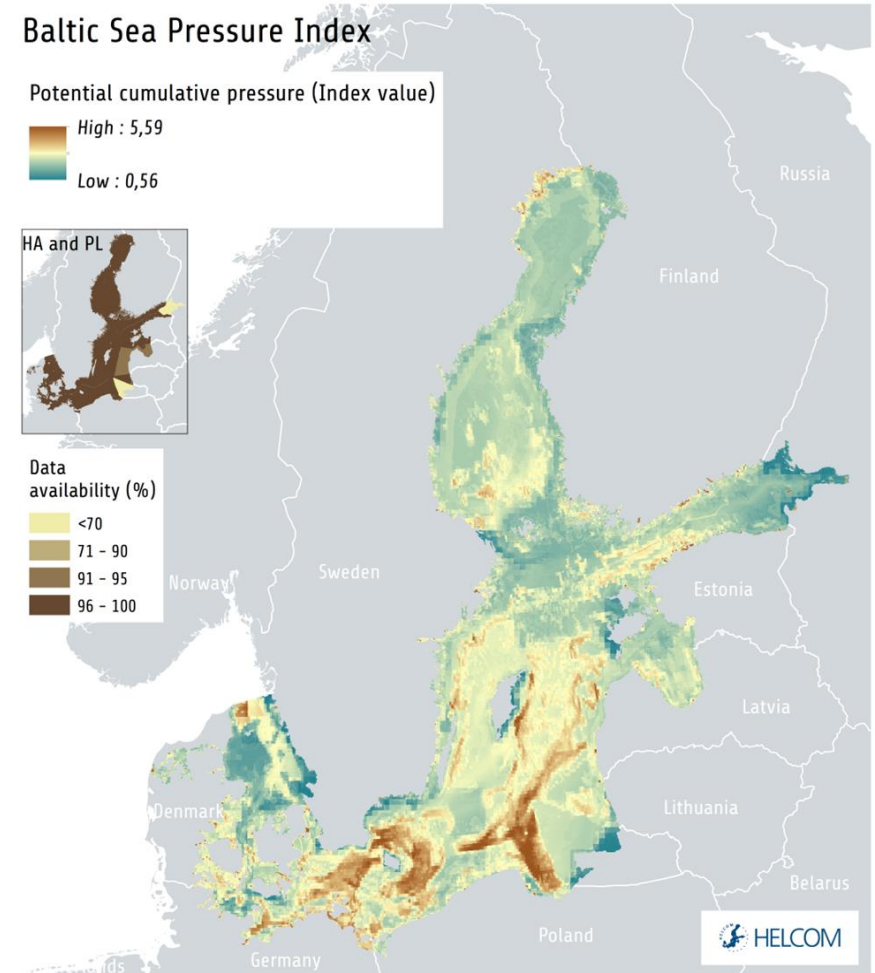 Baltic Sea Pressure Index
Potential cumulative pressure (Index value)
High : 5,59
Low : 0,56
HA and PL
Data
availability (%)
<70
71 - 90
91 - 95
96 - 100
Russia
Finland
Norway
Sweden
Estonia
Latvia
Denmark
Lithuania
Belarus
Poland
Germany
HELCOM